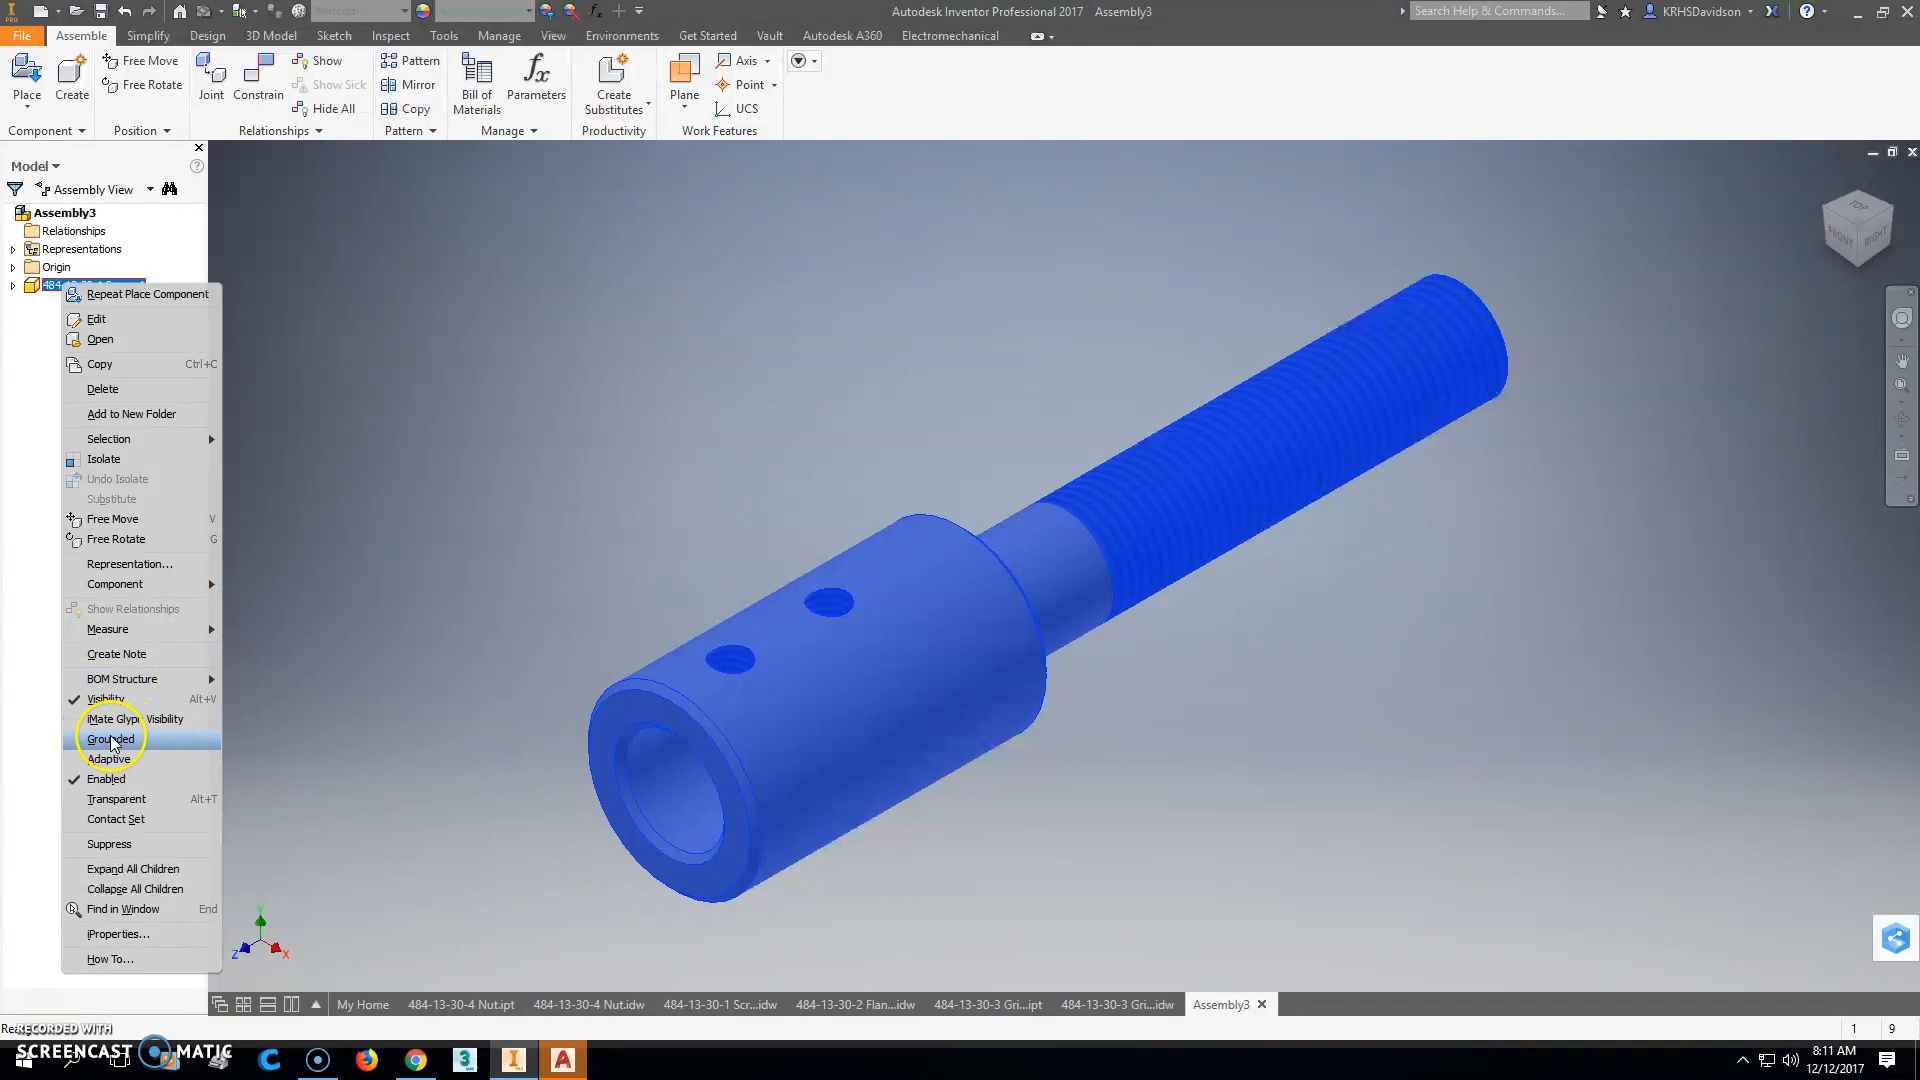 Autodesk Inventor Professional 2017 Assembly3
Search Help & Commands...
KRHSDavidson
File Assemble Simplify Design 3D Model Sketch Inspect Tools Manage View Environments Get Started Vault Autodesk A360 Electromechanical
Place
Create
Free Move
Free Rotate
Joint
Constrain
Show
Show Sick
Hide All
Pattern
Mirror
Copy
Bill of Materials
Parameters
Create Substitutes
Plane
Axis
Point
UCS
Component Position Relationships Pattern Manage Productivity Work Features
Model
Assembly View
Assembly3
Relationships
Representations
Origin
Repeat Place Component
Edit
Open
Copy Ctrl+C
Delete
Add to New Folder
Selection
Isolate
Undo Isolate
Substitute
Free Move V
Free Rotate G
Representation...
Component
Show Relationships
Measure
Create Note
BOM Structure
Visibility Alt+V
iMate Glyph Visibility
Grounded
Adaptive
Enabled
Transparent Alt+T
Contact Set
Suppress
Expand All Children
Collapse All Children
Find in Window End
iProperties...
How To...
TOP
FRONT
RIGHT
Y
Z
X
My Home 484-13-30-4 Nut.ipt 484-13-30-4 Nut.idw 484-13-30-1 Scr...idw 484-13-30-2 Flan...idw 484-13-30-3 Gri...ipt 484-13-30-3 Gri...idw Assembly3
1 9
RECORDED WITH
SCREENCAST MATIC
8:11 AM
12/12/2017